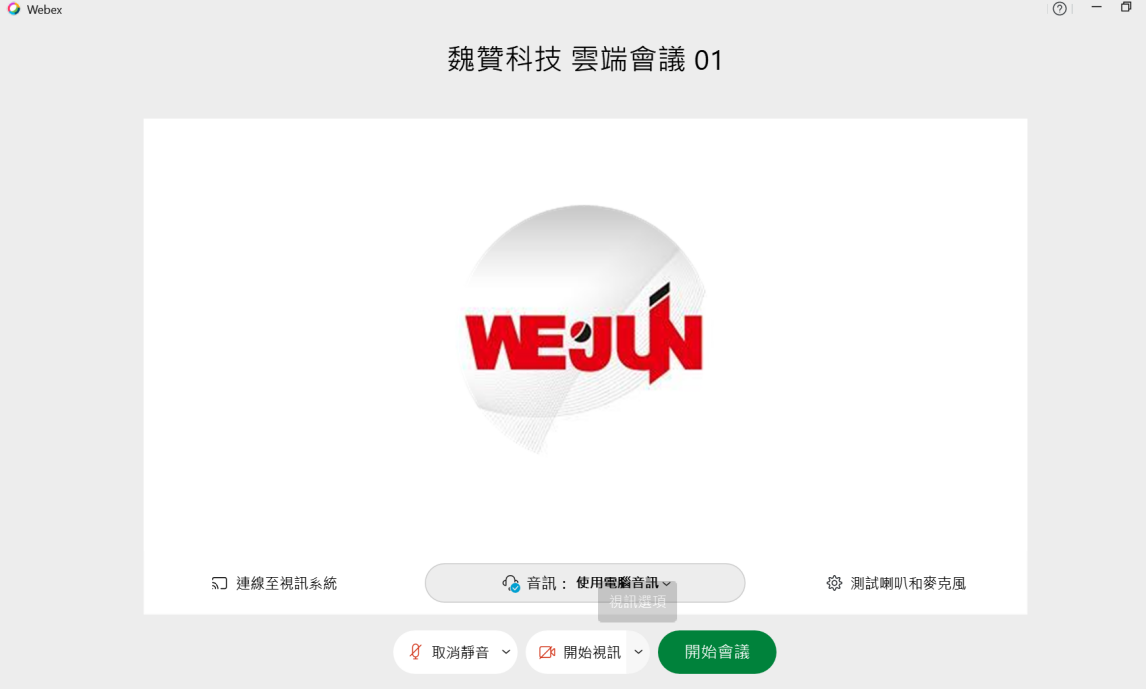 Webex
魏贊科技 雲端會議 01
WEJUN
連線至視訊系統
音訊： 使用電腦音訊
測試喇叭和麥克風
視訊選項
取消靜音
開始視訊
開始會議